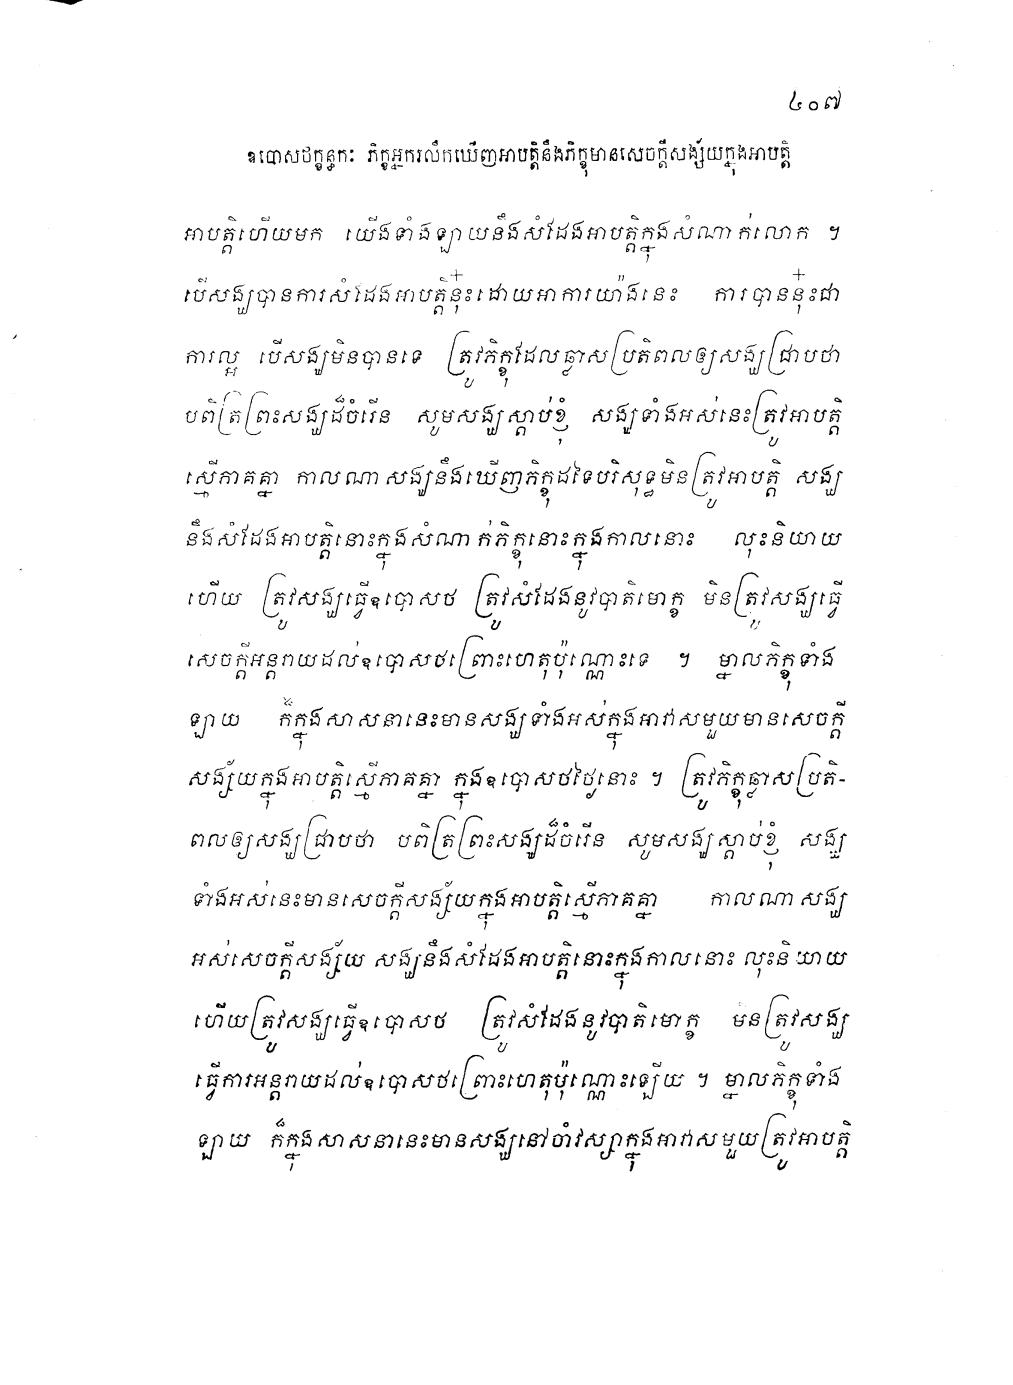 ៤០៧
ឧបោសថក្ខន្ធកៈ ភិក្ខុអ្នករលឹកឃើញអាបត្តិនឹងភិក្ខុមានសេចក្តីសង្ស័យក្នុងអាបត្តិ
អាបត្តិហើយមក យើងទាំងឡាយនឹងសំដែងអាបត្តិក្នុងសំណាក់លោក ។
បើសង្ឃបានការសំដែងអាបត្តិនុ៎ះដោយអាការយ៉ាងនេះ ការបាននុ៎ះជា
ការល្អ បើសង្ឃមិនបានទេ ត្រូវភិក្ខុដែលឆ្លាសប្រតិពលឲ្យសង្ឃជ្រាបថា
បពិត្រព្រះសង្ឃដ៏ចំរើន សូមសង្ឃស្តាប់ខ្ញុំ សង្ឃទាំងអស់នេះត្រូវអាបត្តិ
ស្មើភាគគ្នា កាលណាសង្ឃនឹងឃើញភិក្ខុដទៃបរិសុទ្ធមិនត្រូវអាបត្តិ សង្ឃ
នឹងសំដែងអាបត្តិនោះក្នុងសំណាក់ភិក្ខុនោះក្នុងកាលនោះ លុះនិយាយ
ហើយ ត្រូវសង្ឃធ្វើឧបោសថ ត្រូវសំដែងនូវបាតិមោក្ខ មិនត្រូវសង្ឃធ្វើ
សេចក្តីអន្តរាយដល់ឧបោសថព្រោះហេតុប៉ុណ្ណោះទេ ។ ម្នាលភិក្ខុទាំង
ឡាយ ក៏ក្នុងសាសនានេះមានសង្ឃទាំងអស់ក្នុងអាវាសមួយមានសេចក្តី
សង្ស័យក្នុងអាបត្តិស្មើភាគគ្នា ក្នុងឧបោសថថ្ងៃនោះ ។ ត្រូវភិក្ខុឆ្លាសប្រតិ-
ពលឲ្យសង្ឃជ្រាបថា បពិត្រព្រះសង្ឃដ៏ចំរើន សូមសង្ឃស្តាប់ខ្ញុំ សង្ឃ
ទាំងអស់នេះមានសេចក្តីសង្ស័យក្នុងអាបត្តិស្មើភាគគ្នា កាលណាសង្ឃ
អស់សេចក្តីសង្ស័យ សង្ឃនឹងសំដែងអាបត្តិនោះក្នុងកាលនោះ លុះនិយាយ
ហើយត្រូវសង្ឃធ្វើឧបោសថ ត្រូវសំដែងនូវបាតិមោក្ខ មិនត្រូវសង្ឃ
ធ្វើការអន្តរាយដល់ឧបោសថព្រោះហេតុប៉ុណ្ណោះឡើយ ។ ម្នាលភិក្ខុទាំង
ឡាយ ក៏ក្នុងសាសនានេះមានសង្ឃនៅចាំវស្សាក្នុងអាវាសមួយត្រូវអាបត្តិ